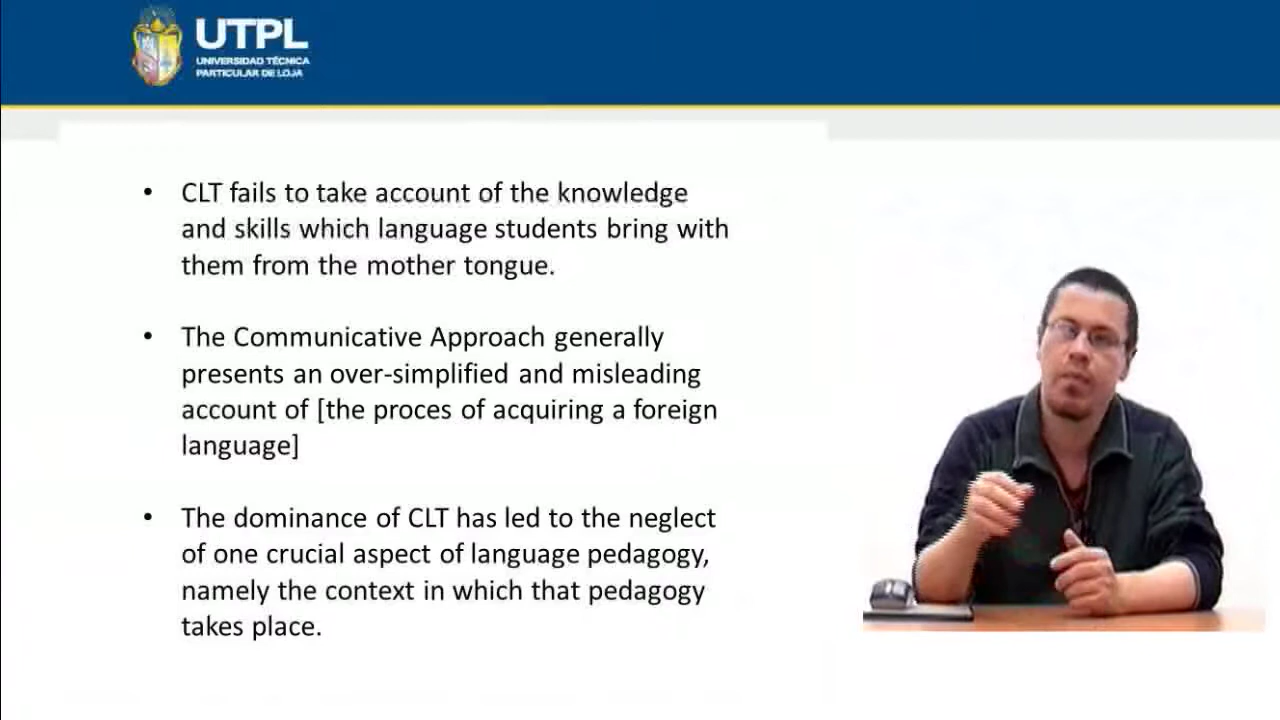 UTPL
UNIVERSIDAD TÉCNICA
PARTICULAR DE LOJA
• CLT fails to take account of the knowledge
and skills which language students bring with
them from the mother tongue.
• The Communicative Approach generally
presents an over-simplified and misleading
account of [the proces of acquiring a foreign
language]
• The dominance of CLT has led to the neglect
of one crucial aspect of language pedagogy,
namely the context in which that pedagogy
takes place.